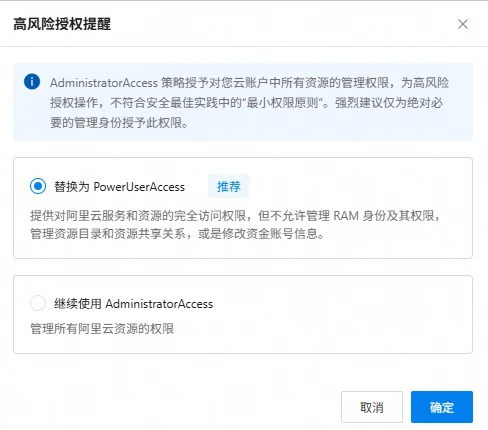 高风险授权提醒
AdministratorAccess 策略授予对您云账户中所有资源的管理权限，为高风险
授权操作，不符合安全最佳实践中的“最小权限原则”。强烈建议仅为绝对必
要的管理身份授予此权限。
替换为 PowerUserAccess 推荐
提供对阿里云服务和资源的完全访问权限，但不允许管理 RAM 身份及其权限，
管理资源目录和资源共享关系，或是修改资金账号信息。
继续使用 AdministratorAccess
管理所有阿里云资源的权限
取消 确定